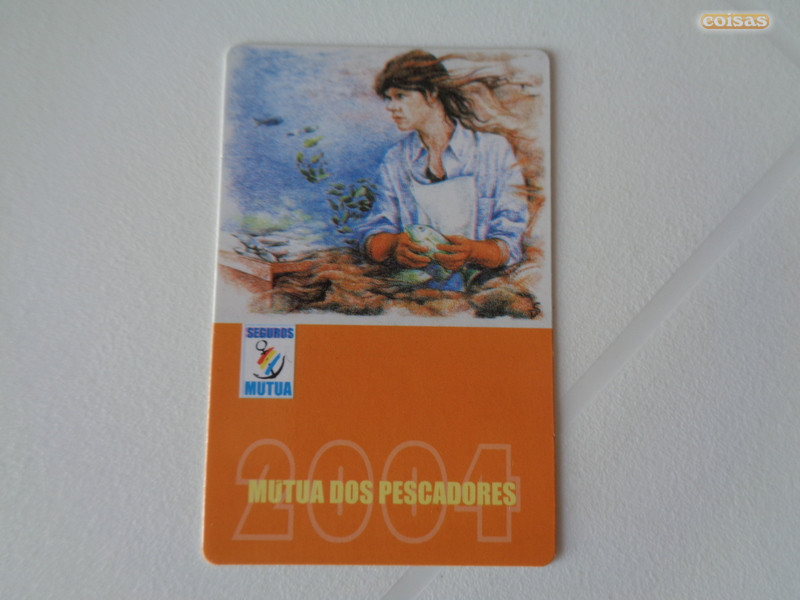 coisas
SEGUROS
MUTUA
2004
MUTUA DOS PESCADORES